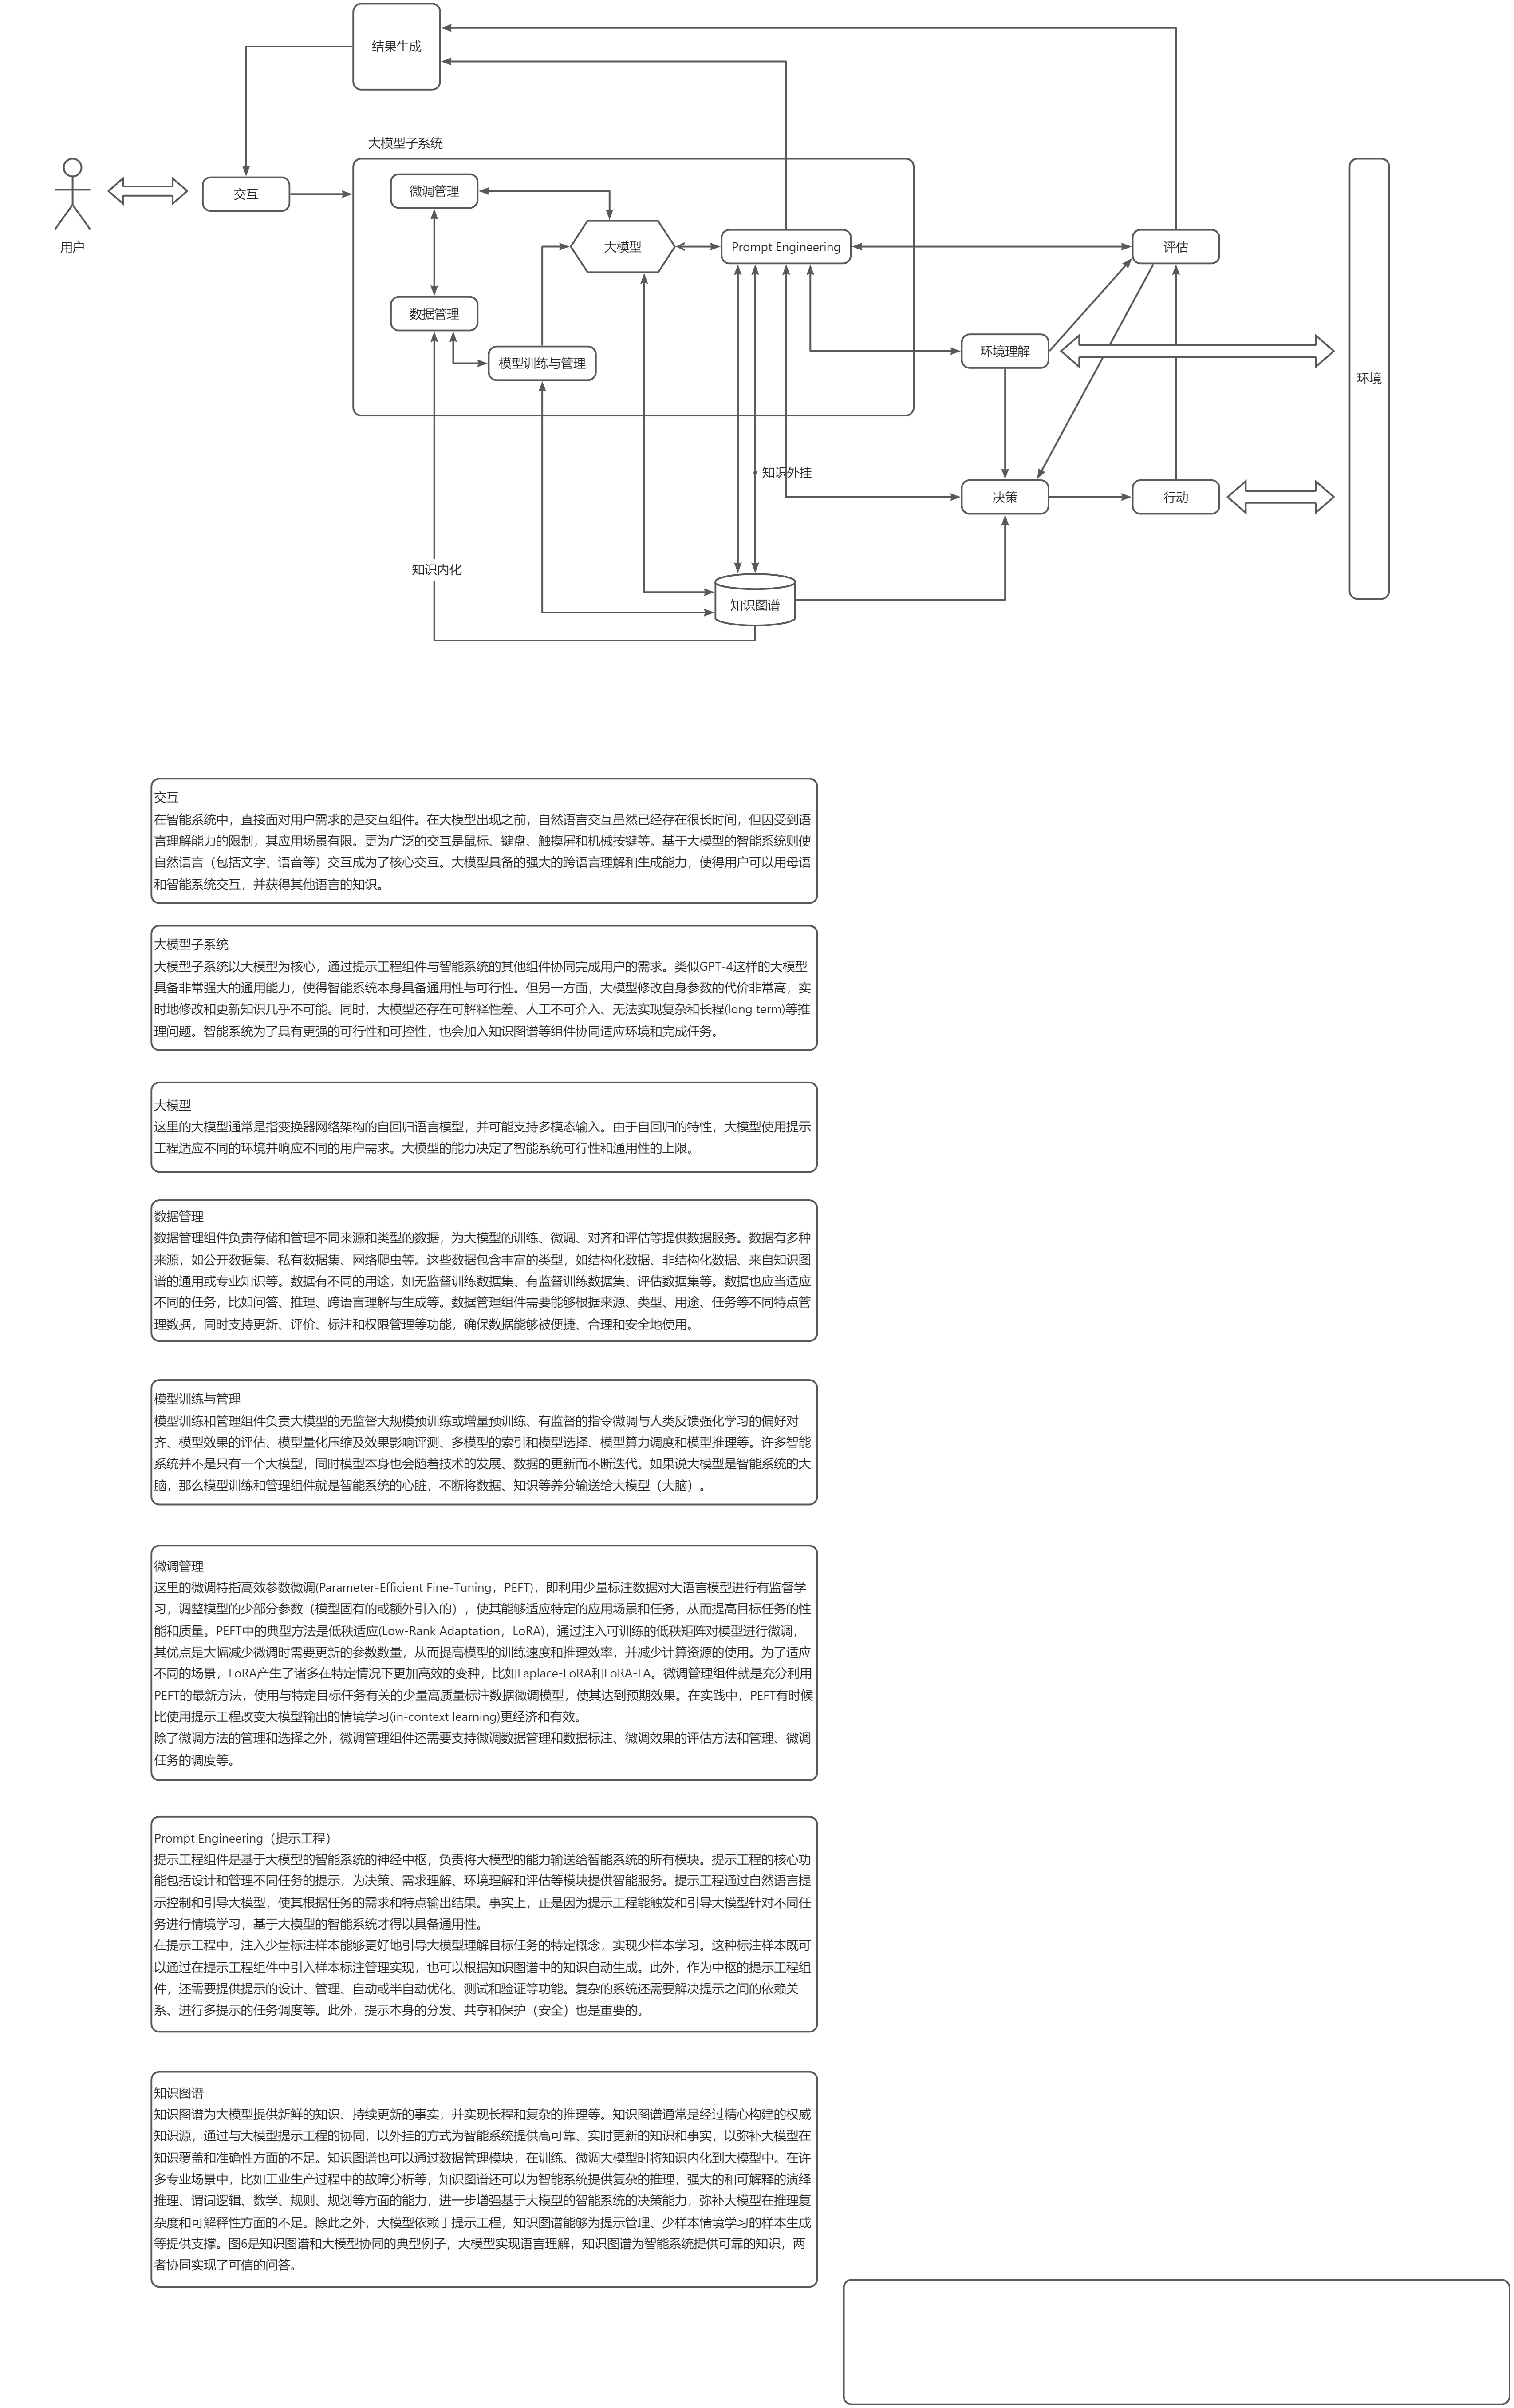 结果生成
大模型子系统
用户
交互
微调管理
大模型
Prompt Engineering
评估
数据管理
模型训练与管理
环境理解
环境
知识外挂
决策
行动
知识内化
知识图谱
交互
在智能系统中，直接面对用户需求的是交互组件。在大模型出现之前，自然语言交互虽然已经存在很长时间，但因受到语
言理解能力的限制，其应用场景有限。更为广泛的交互是鼠标、键盘、触摸屏和机械按键等。基于大模型的智能系统则使
自然语言（包括文字、语音等）交互成为了核心交互。大模型具备的强大的跨语言理解和生成能力，使得用户可以用母语
和智能系统交互，并获得其他语言的知识。
大模型子系统
大模型子系统以大模型为核心，通过提示工程组件与智能系统的其他组件协同完成用户的需求。类似GPT-4这样的大模型
具备非常强大的通用能力，使得智能系统本身具备通用性与可行性。但另一方面，大模型修改自身参数的代价非常高，实
时地修改和更新知识几乎不可能。同时，大模型还存在可解释性差、人工不可介入、无法实现复杂和长程(long term)等推
理问题。智能系统为了具有更强的可行性和可控性，也会加入知识图谱等组件协同适应环境和完成任务。
大模型
这里的大模型通常是指变换器网络架构的自回归语言模型，并可能支持多模态输入。由于自回归的特性，大模型使用提示
工程适应不同的环境并响应不同的用户需求。大模型的能力决定了智能系统可行性和通用性的上限。
数据管理
数据管理组件负责存储和管理不同来源和类型的数据，为大模型的训练、微调、对齐和评估等提供数据服务。数据有多种
来源，如公开数据集、私有数据集、网络爬虫等。这些数据包含丰富的类型，如结构化数据、非结构化数据、来自知识图
谱的通用或专业知识等。数据有不同的用途，如无监督训练数据集、有监督训练数据集、评估数据集等。数据也应当适应
不同的任务，比如问答、推理、跨语言理解与生成等。数据管理组件需要能够根据来源、类型、用途、任务等不同特点管
理数据，同时支持更新、评价、标注和权限管理等功能，确保数据能够被便捷、合理和安全地使用。
模型训练与管理
模型训练和管理组件负责大模型的无监督大规模预训练或增量预训练、有监督的指令微调与人类反馈强化学习的偏好对
齐、模型效果的评估、模型量化压缩及效果影响评测、多模型的索引和模型选择、模型算力调度和模型推理等。许多智能
系统并不是只有一个大模型，同时模型本身也会随着技术的发展、数据的更新而不断迭代。如果说大模型是智能系统的大
脑，那么模型训练和管理组件就是智能系统的心脏，不断将数据、知识等养分输送给大模型（大脑）。
微调管理
这里的微调特指高效参数微调(Parameter-Efficient Fine-Tuning，PEFT)，即利用少量标注数据对大语言模型进行有监督学
习，调整模型的少部分参数（模型固有的或额外引入的），使其能够适应特定的应用场景和任务，从而提高目标任务的性
能和质量。PEFT中的典型方法是低秩适应(Low-Rank Adaptation，LoRA)，通过注入可训练的低秩矩阵对模型进行微调，
其优点是大幅减少微调时需要更新的参数数量，从而提高模型的训练速度和推理效率，并减少计算资源的使用。为了适应
不同的场景，LoRA产生了诸多在特定情况下更加高效的变种，比如Laplace-LoRA和LoRA-FA。微调管理组件就是充分利用
PEFT的最新方法，使用与特定目标任务有关的少量高质量标注数据微调模型，使其达到预期效果。在实践中，PEFT有时候
比使用提示工程改变大模型输出的情境学习(in-context learning)更经济和有效。
除了微调方法的管理和选择之外，微调管理组件还需要支持微调数据管理和数据标注、微调效果的评估方法和管理、微调
任务的调度等。
Prompt Engineering（提示工程）
提示工程组件是基于大模型的智能系统的神经中枢，负责将大模型的能力输送给智能系统的所有模块。提示工程的核心功
能包括设计和管理不同任务的提示，为决策、需求理解、环境理解和评估等模块提供智能服务。提示工程通过自然语言提
示控制和引导大模型，使其根据任务的需求和特点输出结果。事实上，正是因为提示工程能触发和引导大模型针对不同任
务进行情境学习，基于大模型的智能系统才得以具备通用性。
在提示工程中，注入少量标注样本能够更好地引导大模型理解目标任务的特定概念，实现少样本学习。这种标注样本既可
以通过在提示工程组件中引入样本标注管理实现，也可以根据知识图谱中的知识自动生成。此外，作为中枢的提示工程组
件，还需要提供提示的设计、管理、自动或半自动优化、测试和验证等功能。复杂的系统还需要解决提示之间的依赖关
系、进行多提示的任务调度等。此外，提示本身的分发、共享和保护（安全）也是重要的。
知识图谱
知识图谱为大模型提供新鲜的知识、持续更新的事实，并实现长程和复杂的推理等。知识图谱通常是经过精心构建的权威
知识源，通过与大模型提示工程的协同，以外挂的方式为智能系统提供高可靠、实时更新的知识和事实，以弥补大模型在
知识覆盖和准确性方面的不足。知识图谱也可以通过数据管理模块，在训练、微调大模型时将知识内化到大模型中。在许
多专业场景中，比如工业生产过程中的故障分析等，知识图谱还可以为智能系统提供复杂的推理，强大的和可解释的演绎
推理、谓词逻辑、数学、规则、规划等方面的能力，进一步增强基于大模型的智能系统的决策能力，弥补大模型在推理复
杂度和可解释性方面的不足。除此之外，大模型依赖于提示工程，知识图谱能够为提示管理、少样本情境学习的样本生成
等提供支撑。图6是知识图谱和大模型协同的典型例子，大模型实现语言理解，知识图谱为智能系统提供可靠的知识，两
者协同实现了可信的问答。